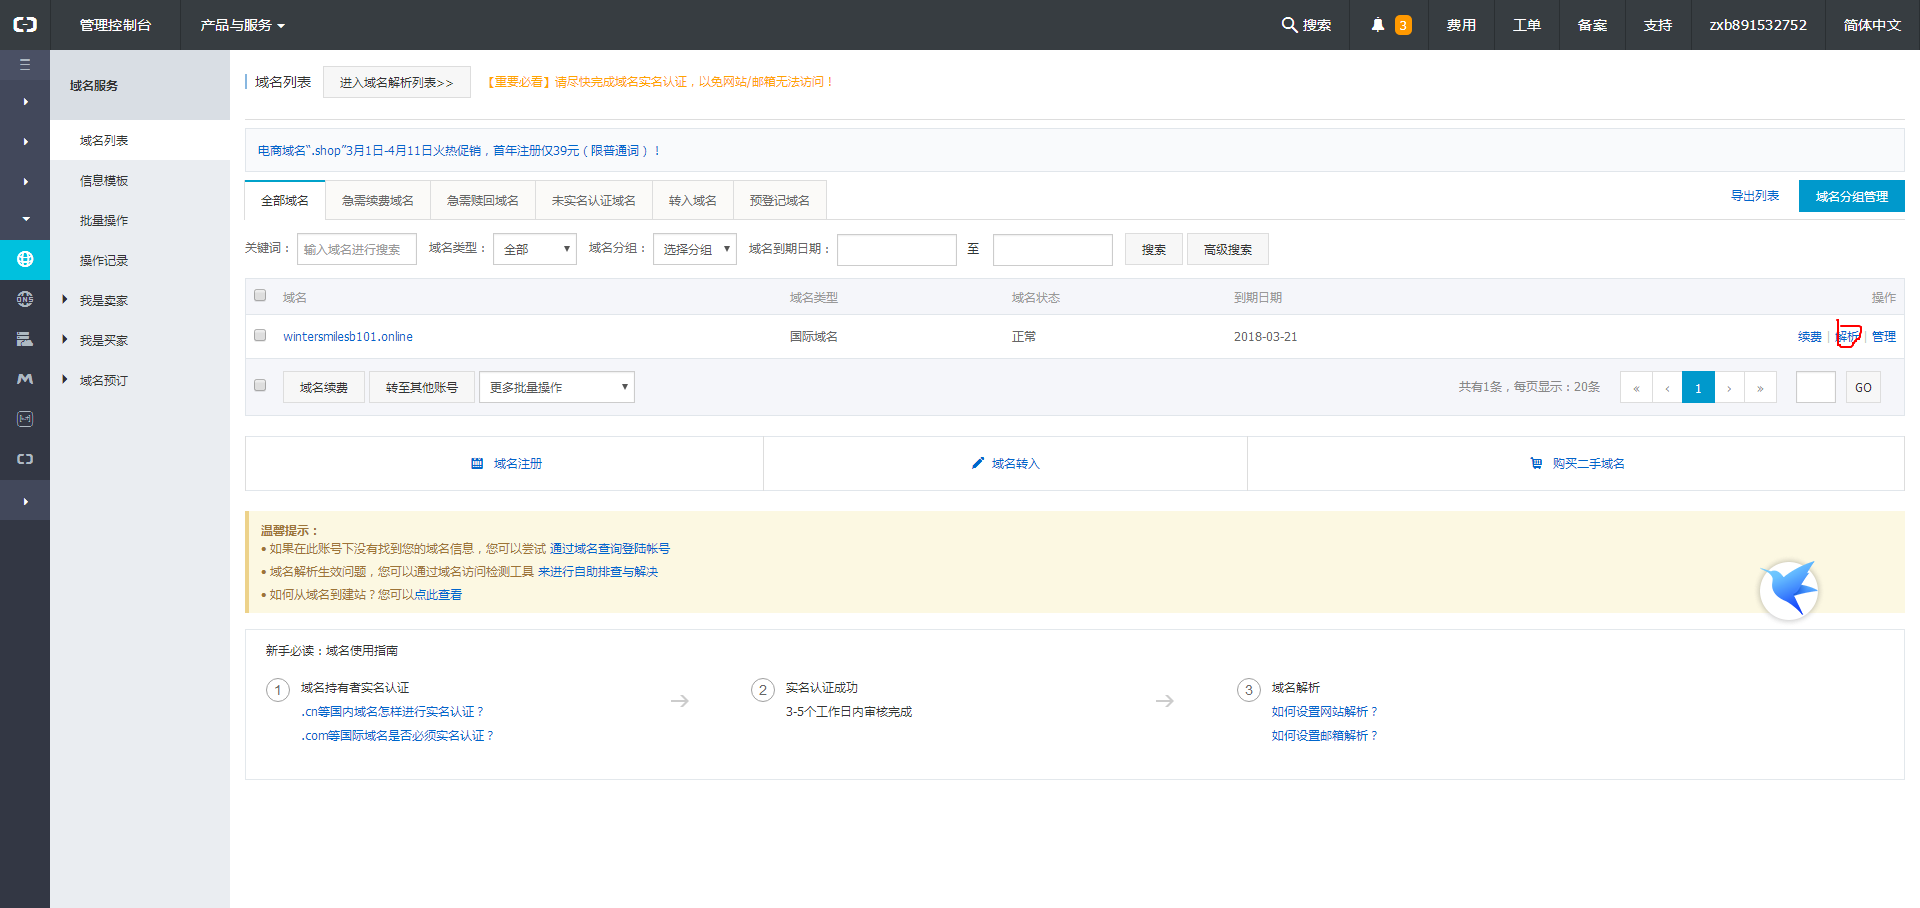 管理控制台
产品与服务
搜索
3
费用
工单
备案
支持
zxb891532752
简体中文
域名服务
域名列表
信息模板
批量操作
操作记录
我是卖家
我是买家
域名预订
DNS
域名列表
进入域名解析列表>>
【重要必看】请尽快完成域名实名认证，以免网站/邮箱无法访问！
电商域名“.shop”3月1日-4月11日火热促销，首年注册仅39元（限普通词）！
全部域名
急需续费域名
急需赎回域名
未实名认证域名
转入域名
预登记域名
导出列表
域名分组管理
关键词：
输入域名进行搜索
域名类型：
全部
域名分组：
选择分组
域名到期日期：
至
搜索
高级搜索
域名
域名类型
域名状态
到期日期
操作
wintersmilesb101.online
国际域名
正常
2018-03-21
续费 | 解析 | 管理
域名续费
转至其他账号
更多批量操作
共有1条，每页显示：20条
«
‹
1
›
»
GO
域名注册
域名转入
购买二手域名
温馨提示：
• 如果在此账号下没有找到您的域名信息，您可以尝试 通过域名查询登陆帐号
• 域名解析生效问题，您可以通过域名访问检测工具 来进行自助排查与解决
• 如何从域名到建站？您可以点此查看
新手必读：域名使用指南
1
域名持有者实名认证
.cn等国内域名怎样进行实名认证？
.com等国际域名是否必须实名认证？
2
实名认证成功
3-5个工作日内审核完成
3
域名解析
如何设置网站解析？
如何设置邮箱解析？